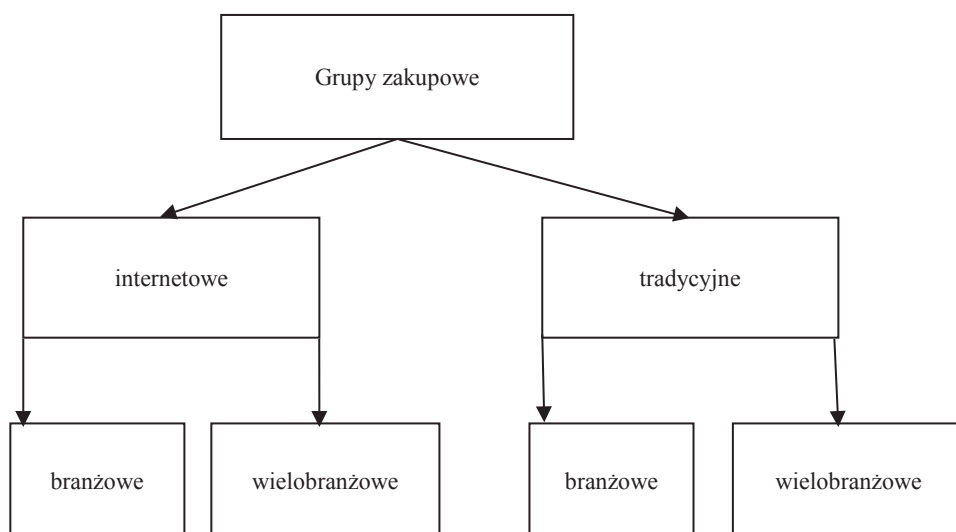 Grupy zakupowe
internetowe
tradycyjne
branżowe
wielobranżowe
branżowe
wielobranżowe